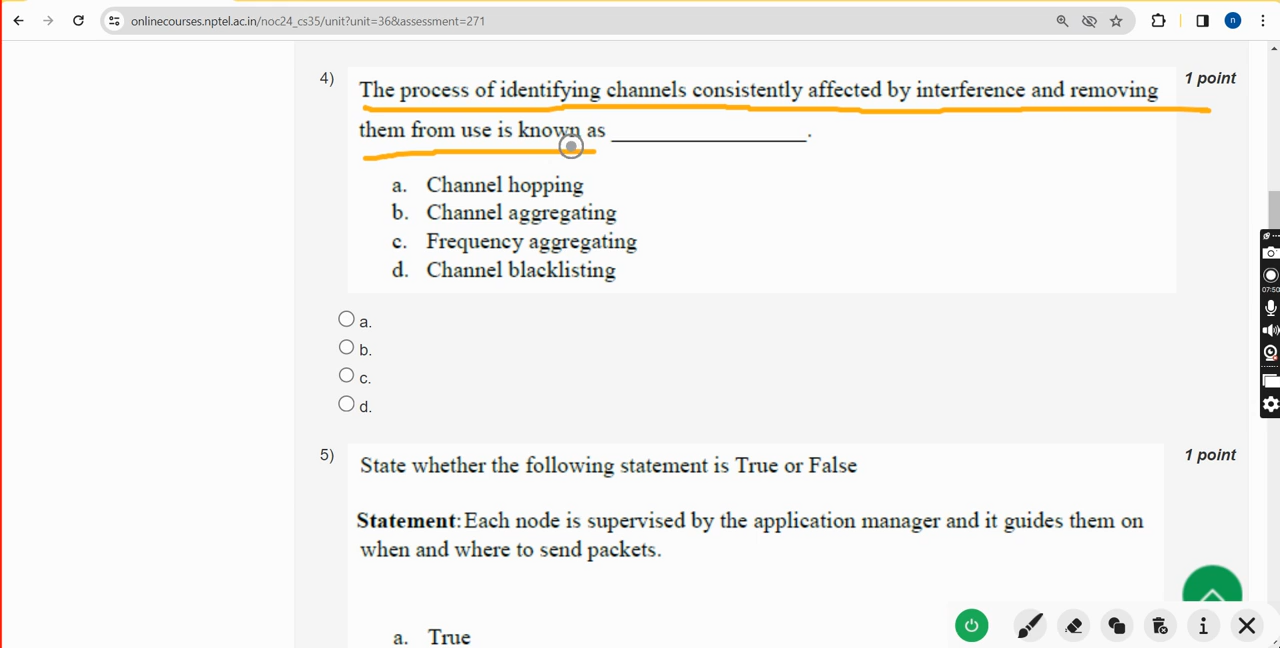 onlinecourses.nptel.ac.in/noc24_cs35/unit?unit=36&assessment=271
n
4)
1 point
The process of identifying channels consistently affected by interference and removing
them from use is known as _________________.
a. Channel hopping
b. Channel aggregating
c. Frequency aggregating
d. Channel blacklisting
07:50
a.
b.
c.
d.
5)
1 point
State whether the following statement is True or False
Statement:Each node is supervised by the application manager and it guides them on
when and where to send packets.
a. True